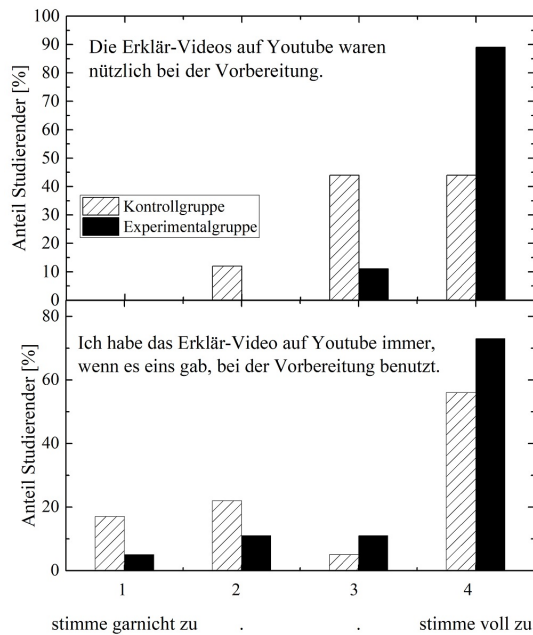 100
90
80
70
60
50
40
30
20
10
0
Anteil Studierender [%]
Die Erklär-Videos auf Youtube waren
nützlich bei der Vorbereitung.
Kontrollgruppe
Experimentalgruppe
80
60
40
20
0
Anteil Studierender [%]
Ich habe das Erklär-Video auf Youtube immer,
wenn es eins gab, bei der Vorbereitung benutzt.
1 2 3 4
stimme garnicht zu . . stimme voll zu